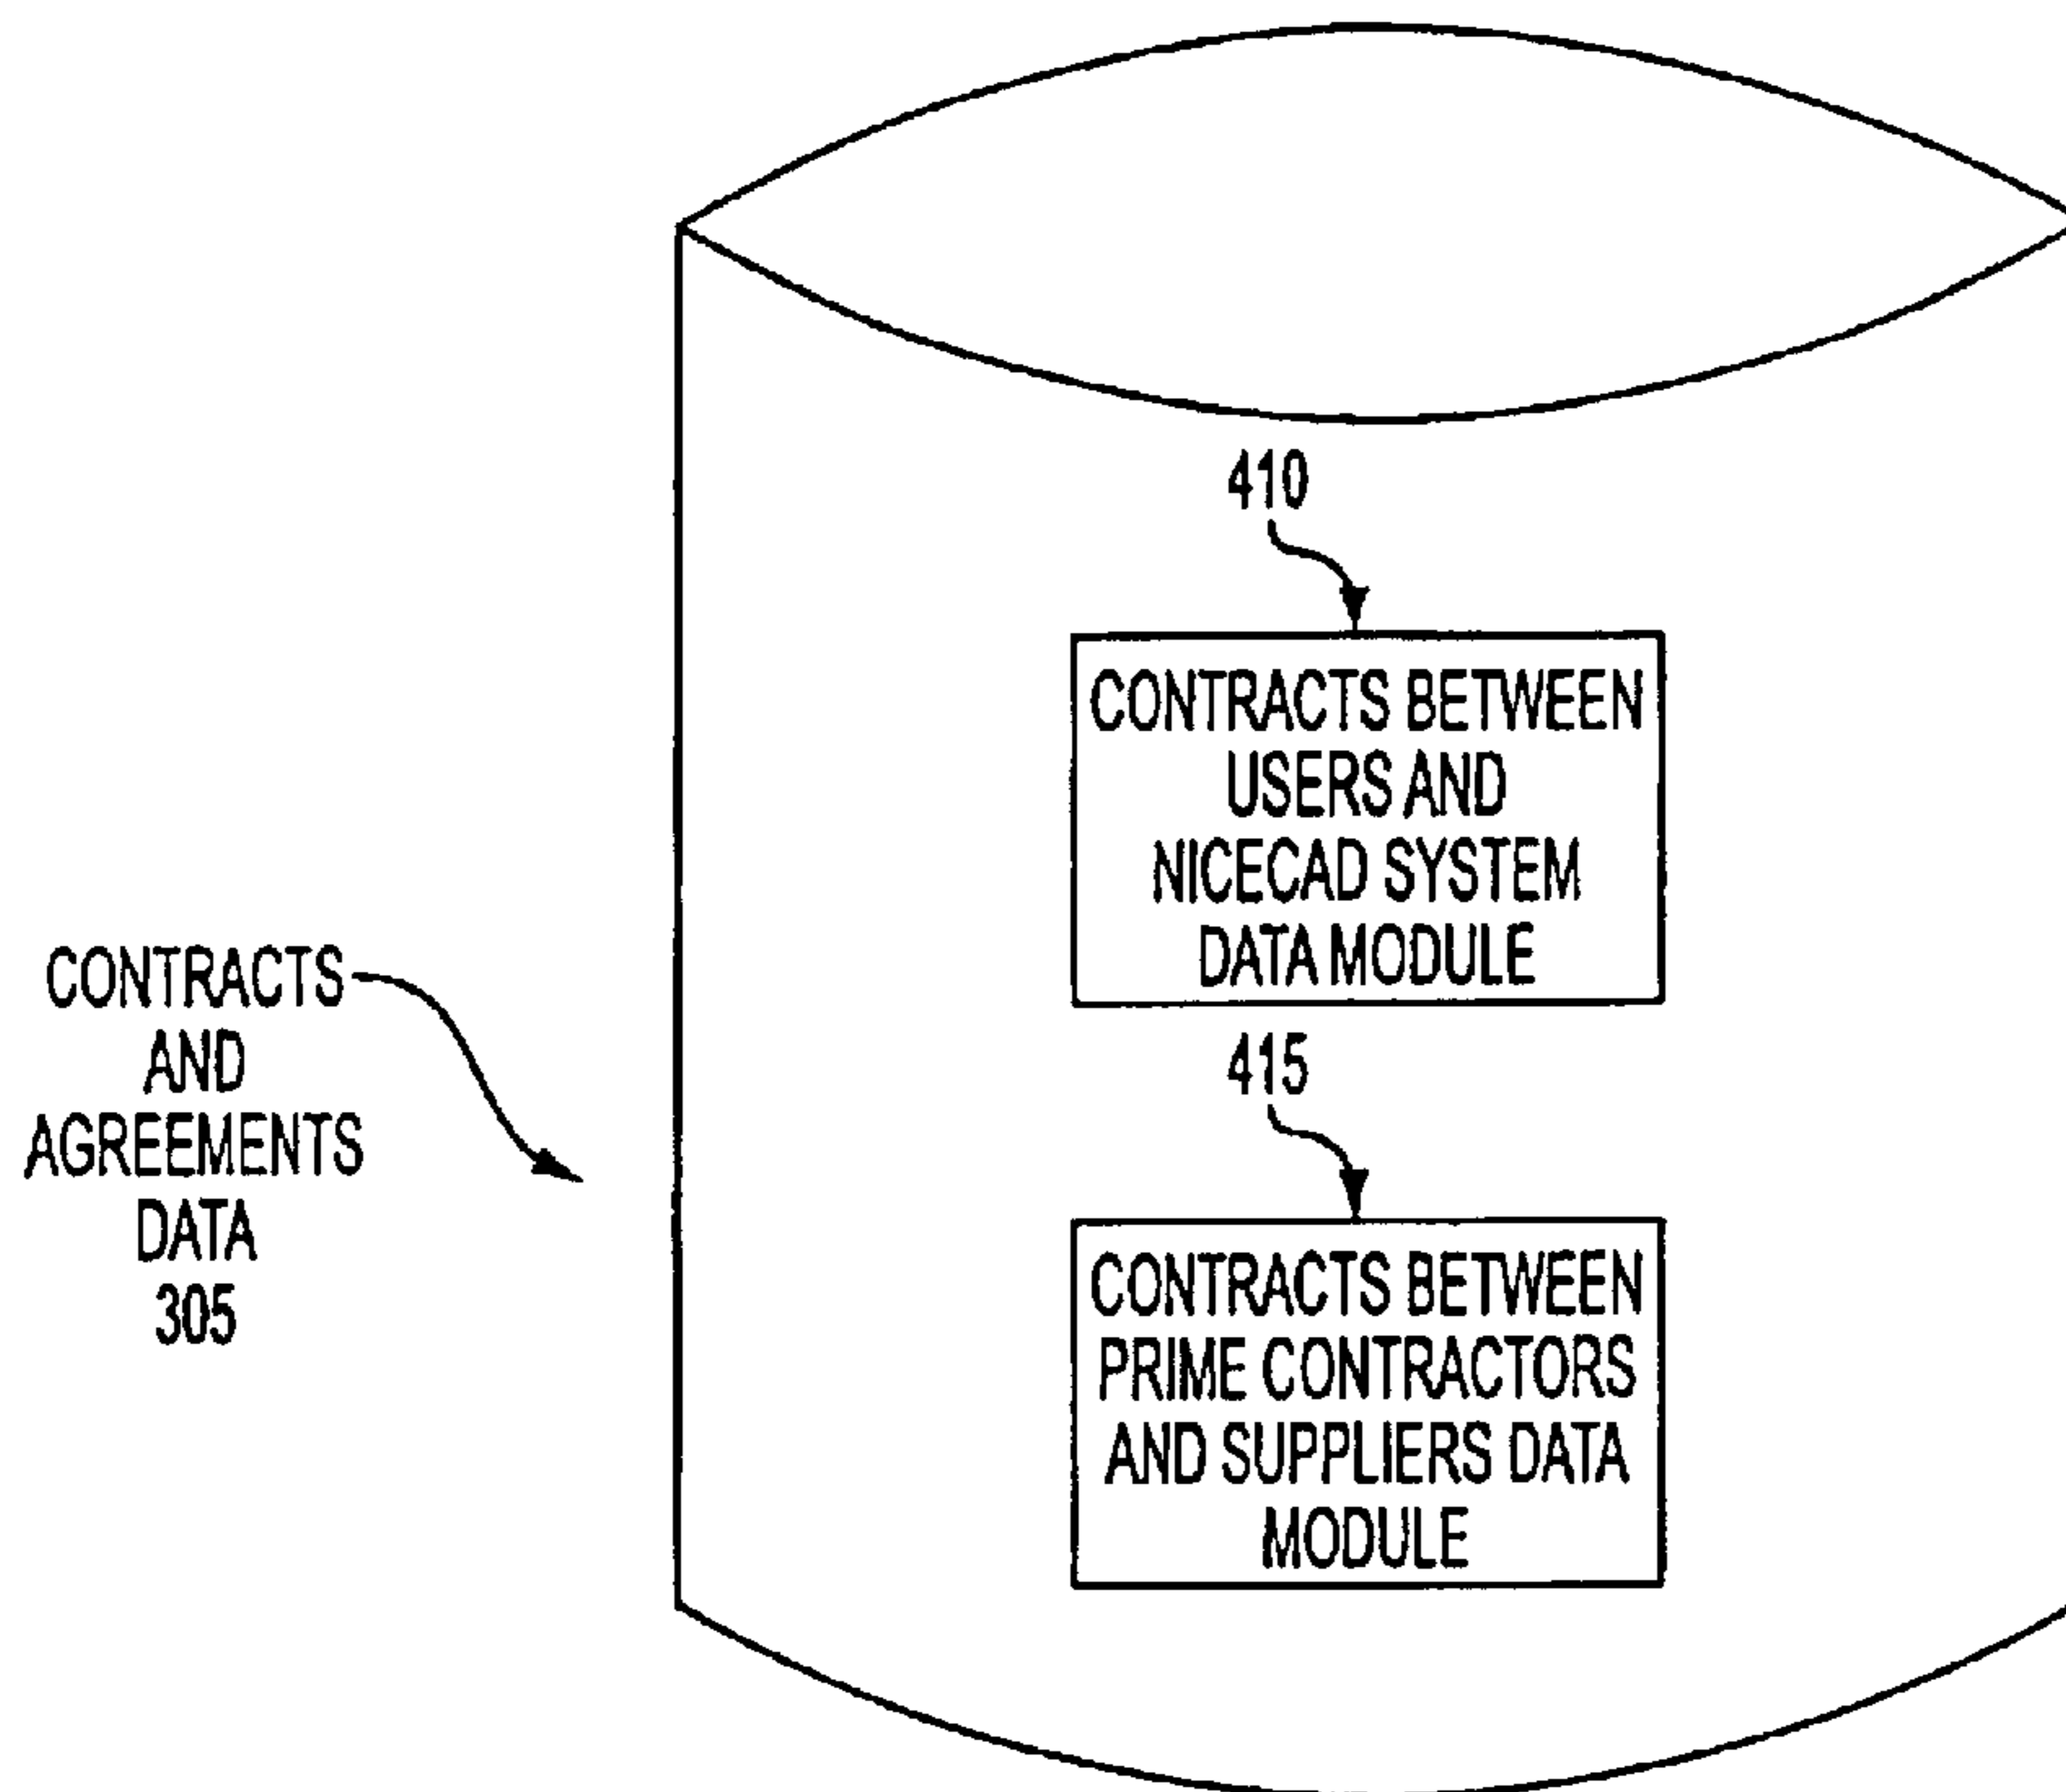 410
CONTRACTS BETWEEN
USERS AND
NICECAD SYSTEM
DATA MODULE
CONTRACTS
AND
AGREEMENTS
DATA
305
415
CONTRACTS BETWEEN
PRIME CONTRACTORS
AND SUPPLIERS DATA
MODULE